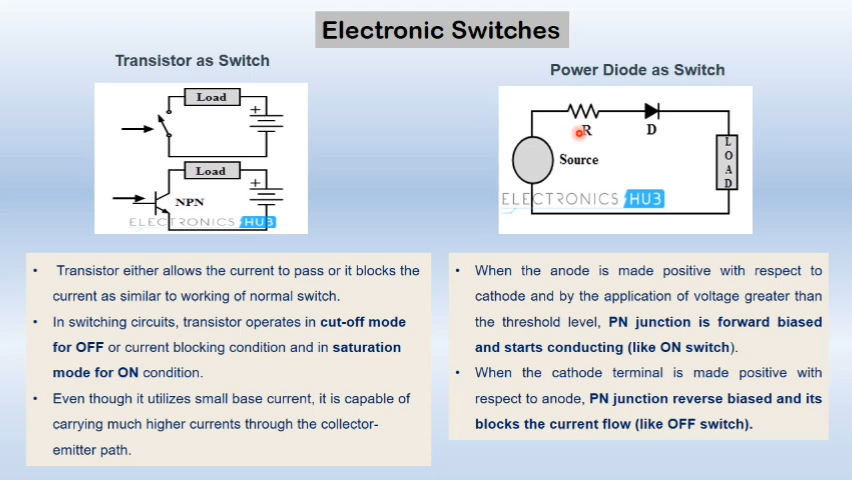 Electronic Switches
Transistor as Switch
Load
+
Load
+
NPN
ELECTRONICS HUB
• Transistor either allows the current to pass or it blocks the
current as similar to working of normal switch.
• In switching circuits, transistor operates in cut-off mode
for OFF or current blocking condition and in saturation
mode for ON condition.
• Even though it utilizes small base current, it is capable of
carrying much higher currents through the collector-
emitter path.
Power Diode as Switch
R
D
Source
LOAD
ELECTRONICS HUB
• When the anode is made positive with respect to
cathode and by the application of voltage greater than
the threshold level, PN junction is forward biased
and starts conducting (like ON switch).
• When the cathode terminal is made positive with
respect to anode, PN junction reverse biased and its
blocks the current flow (like OFF switch).